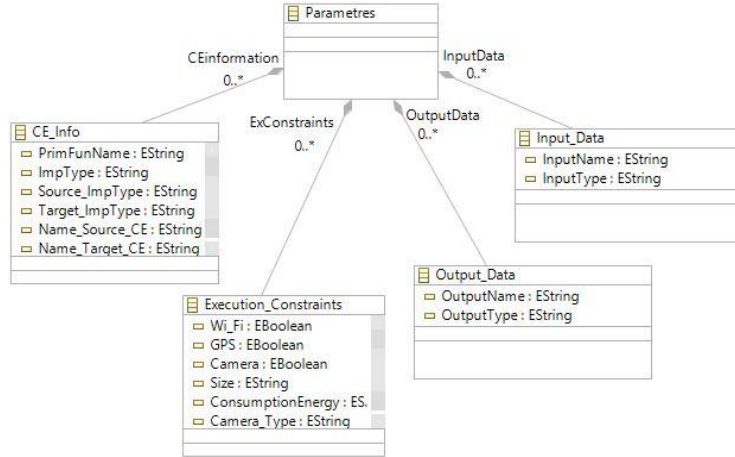 Parametres
CEinformation
0..*
InputData
0..*
ExConstraints
0..*
OutputData
0..*
CE_Info
PrimFunName : EString
ImpType : EString
Source_ImpType : EString
Target_ImpType : EString
Name_Source_CE : EString
Name_Target_CE : EString
Input_Data
InputName : EString
InputType : EString
Output_Data
OutputName : EString
OutputType : EString
Execution_Constraints
Wi_Fi : EBoolean
GPS : EBoolean
Camera : EBoolean
Size : EString
ConsumptionEnergy : ES.
Camera_Type : EString